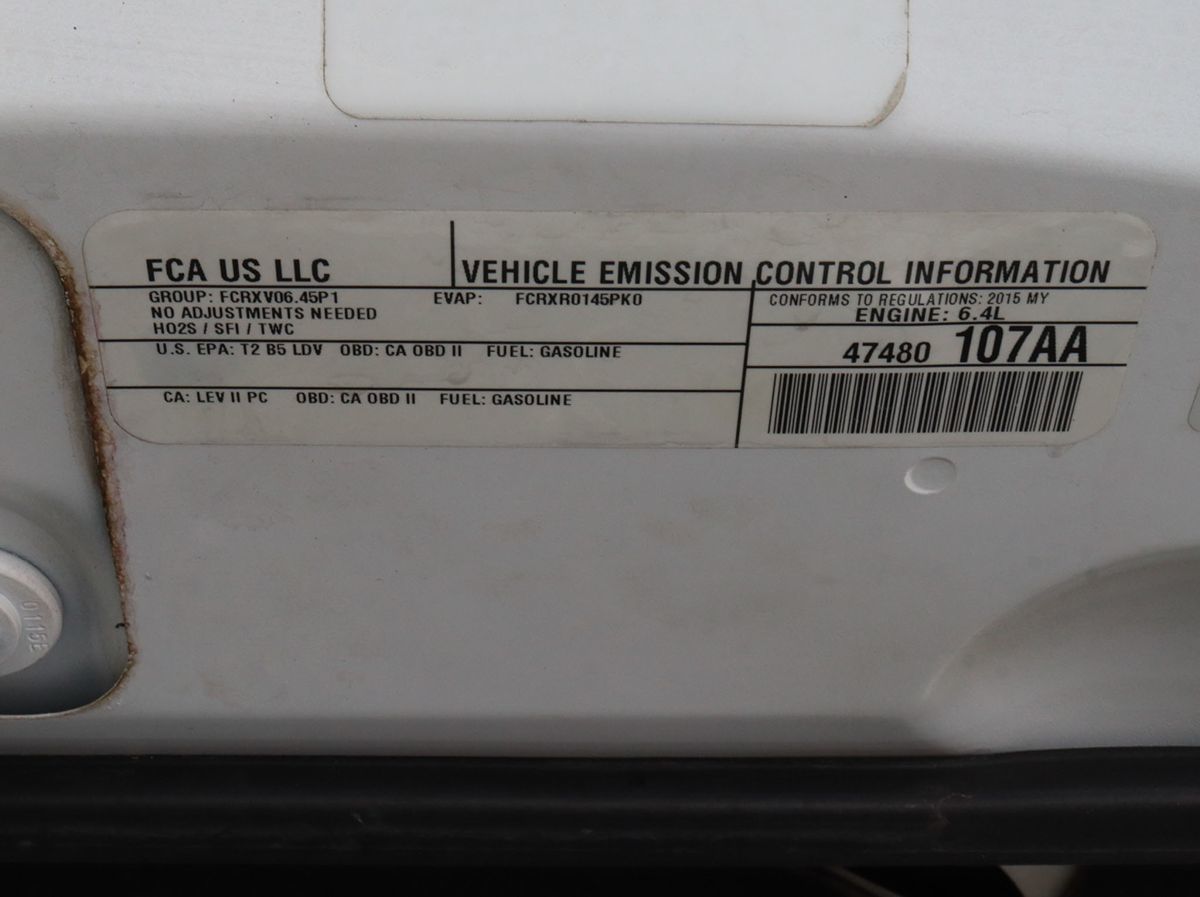 FCA US LLC
VEHICLE EMISSION CONTROL INFORMATION
GROUP: FCRXV06.45P1 EVAP: FCRXR0145PK0
NO ADJUSTMENTS NEEDED
HO2S / SFI / TWC
CONFORMS TO REGULATIONS: 2015 MY
ENGINE: 6.4L
U.S. EPA: T2 B5 LDV OBD: CA OBD II FUEL: GASOLINE
47480 107AA
CA: LEV II PC OBD: CA OBD II FUEL: GASOLINE
0115E